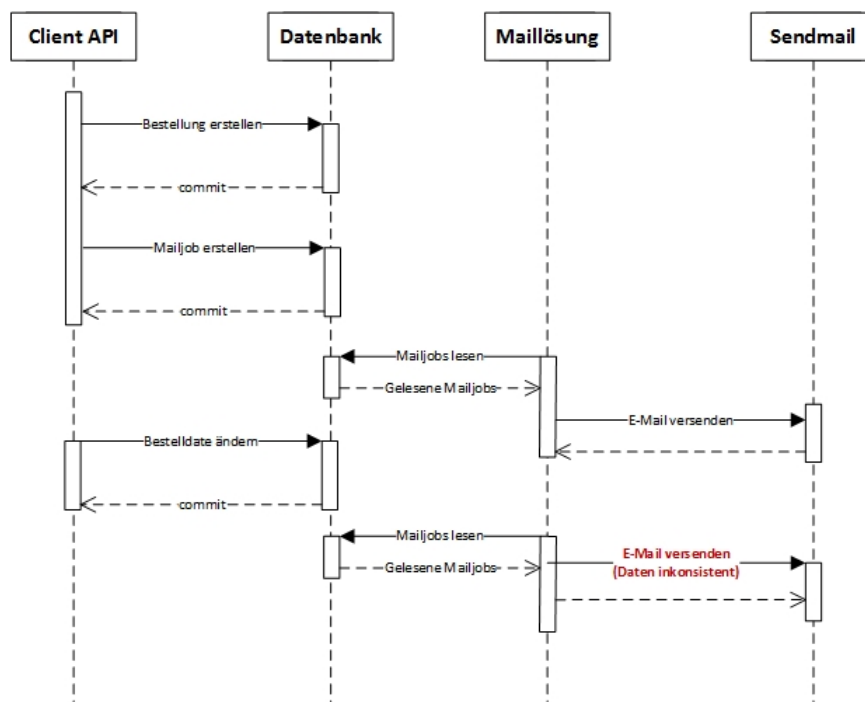 Client API
Datenbank
Maillösung
Sendmail
Bestellung erstellen
commit
Mailjob erstellen
commit
Mailjobs lesen
Gelesene Mailjobs
E-Mail versenden
Bestelldate ändern
commit
Mailjobs lesen
E-Mail versenden
(Daten inkonsistent)
Gelesene Mailjobs